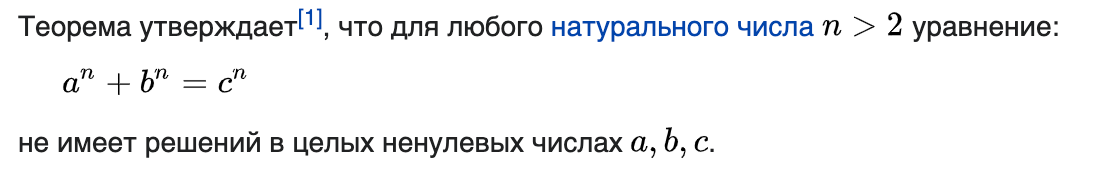 Теорема утверждает[1], что для любого натурального числа n > 2 уравнение:
aⁿ + bⁿ = cⁿ
не имеет решений в целых ненулевых числах a, b, c.